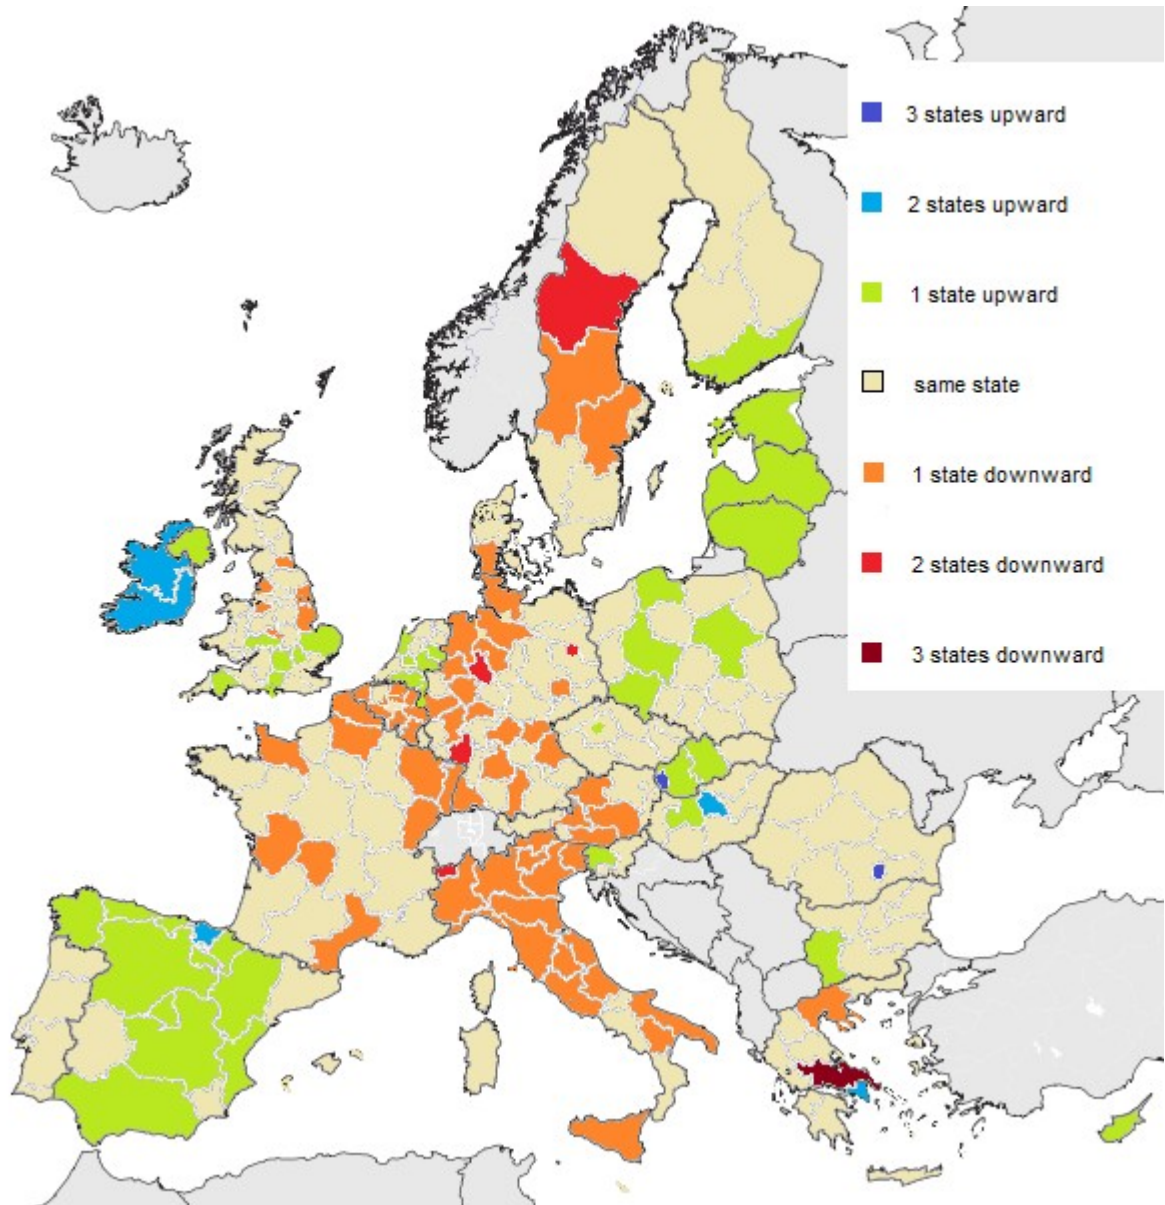 3 states upward
2 states upward
1 state upward
same state
1 state downward
2 states downward
3 states downward